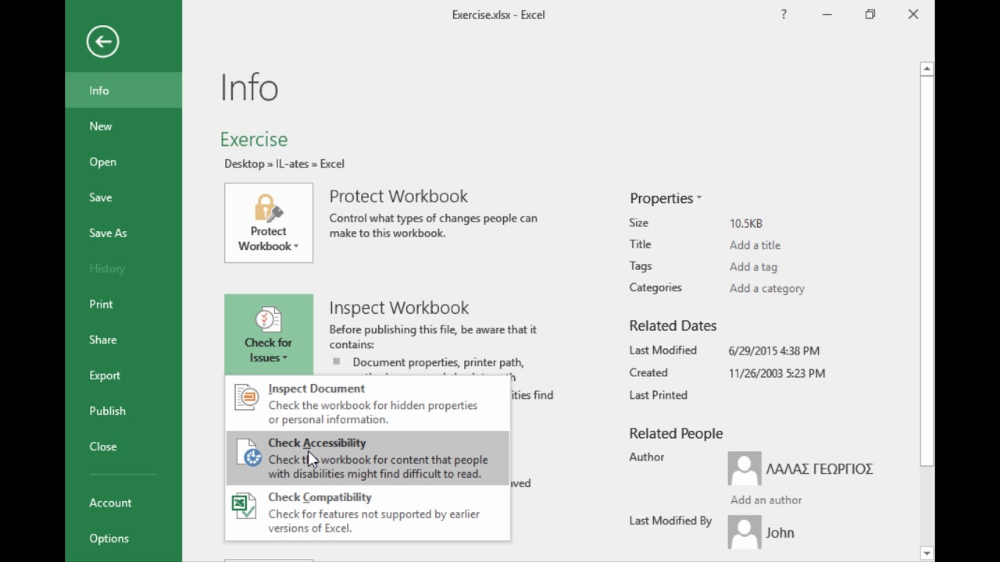 Exercise.xlsx - Excel
?
Info
New
Open
Save
Save As
History
Print
Share
Export
Publish
Close
Account
Options
Info
Exercise
Desktop » IL-ates » Excel
Protect
Workbook
Protect Workbook
Control what types of changes people can
make to this workbook.
Check for
Issues
Inspect Workbook
Before publishing this file, be aware that it
contains:
Document properties, printer path,
ities find
Inspect Document
Check the workbook for hidden properties
or personal information.
Check Accessibility
Check the workbook for content that people
with disabilities might find difficult to read.
Check Compatibility
Check for features not supported by earlier
versions of Excel.
Properties
Size 10.5KB
Title Add a title
Tags Add a tag
Categories Add a category
Related Dates
Last Modified 6/29/2015 4:38 PM
Created 11/26/2003 5:23 PM
Last Printed
Related People
Author ΛΑΛΑΣ ΓΕΩΡΓΙΟΣ
Add an author
Last Modified By John